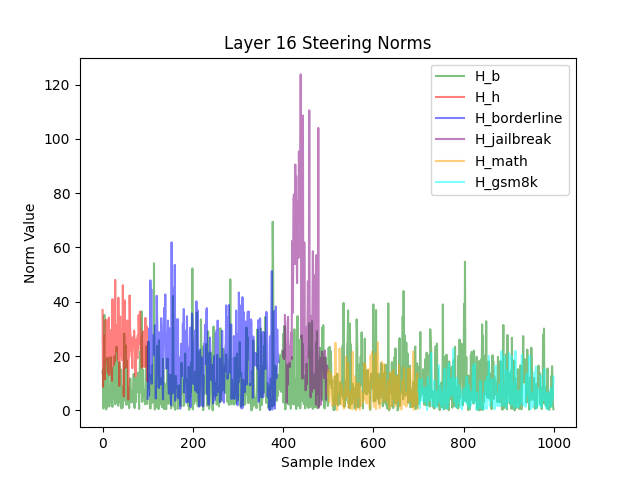 Layer 16 Steering Norms
Norm Value
120
100
80
60
40
20
0
H_b
H_h
H_borderline
H_jailbreak
H_math
H_gsm8k
0 200 400 600 800 1000
Sample Index